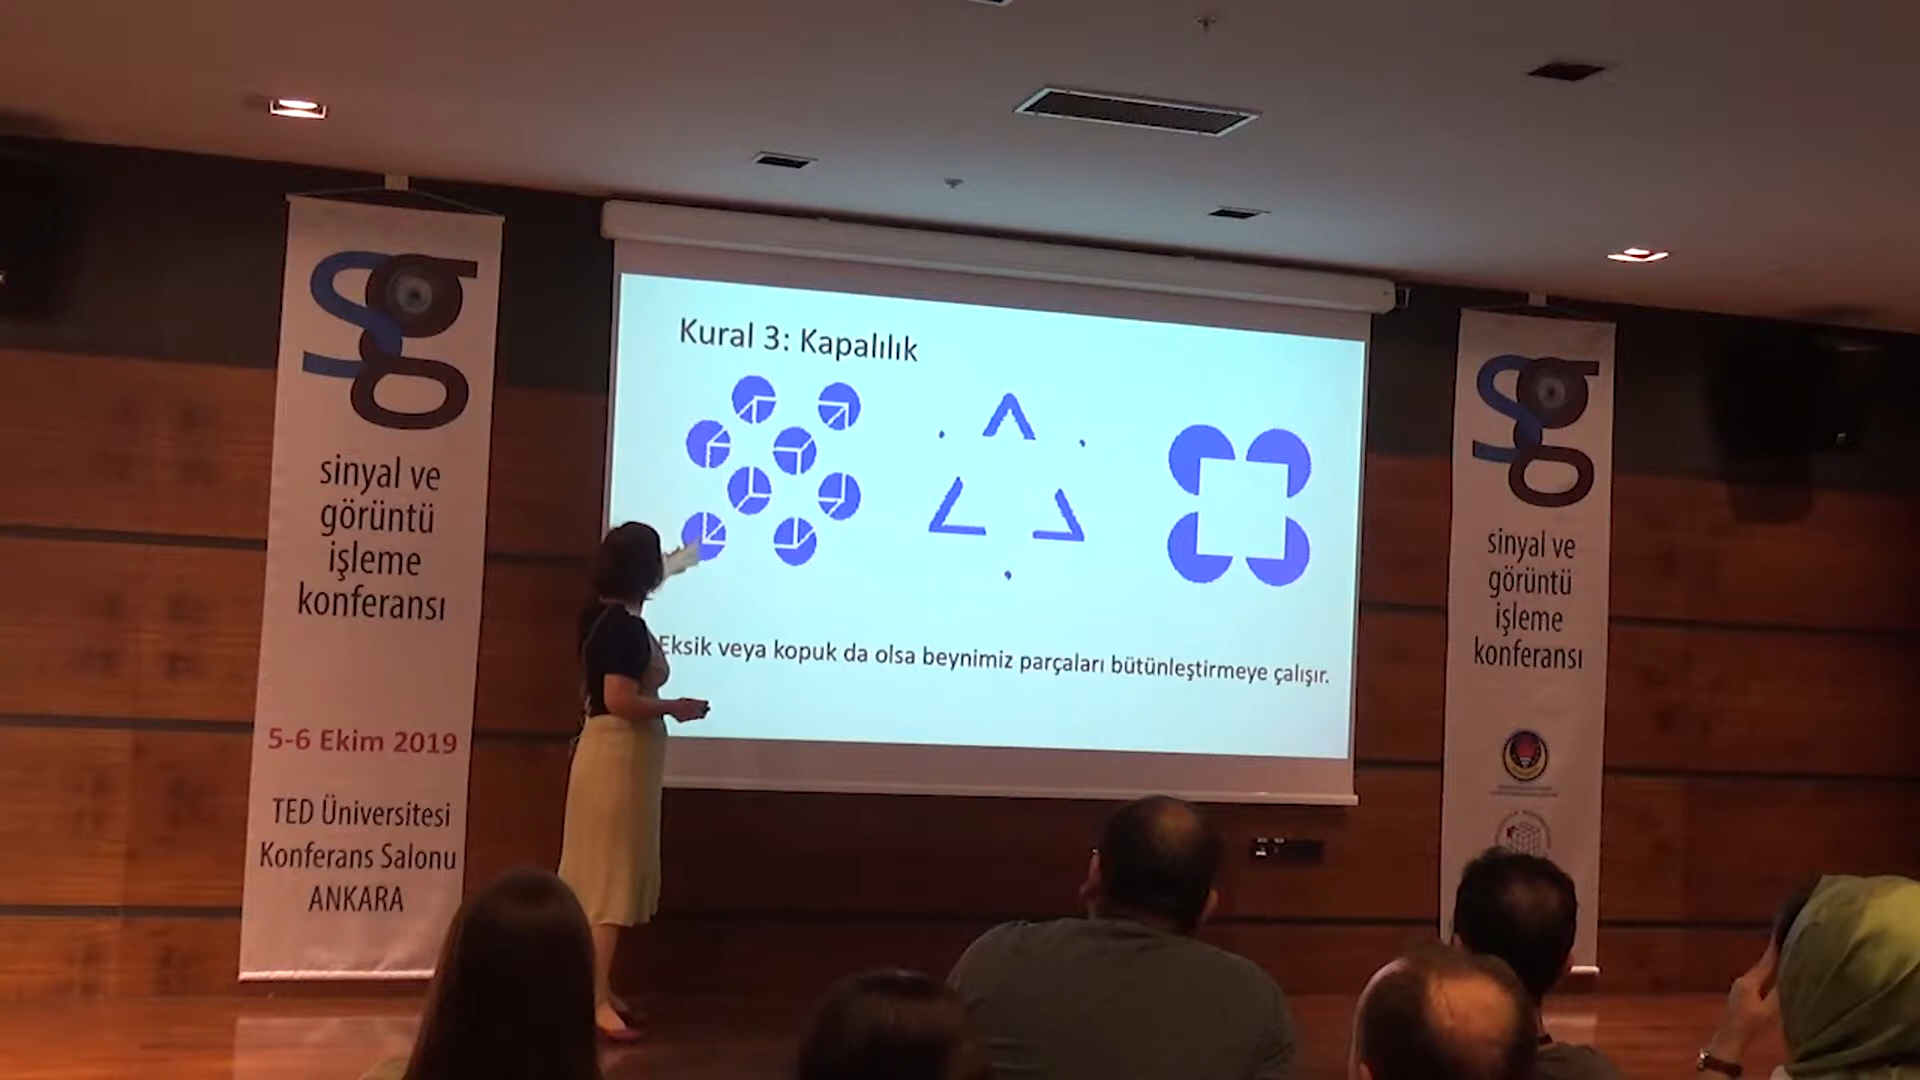 sinyal ve
görüntü
işleme
konferansı
5-6 Ekim 2019
TED Üniversitesi
Konferans Salonu
ANKARA
Kural 3: Kapalılık
Eksik veya kopuk da olsa beynimiz parçaları bütünleştirmeye çalışır.
sinyal ve
görüntü
işleme
konferansı